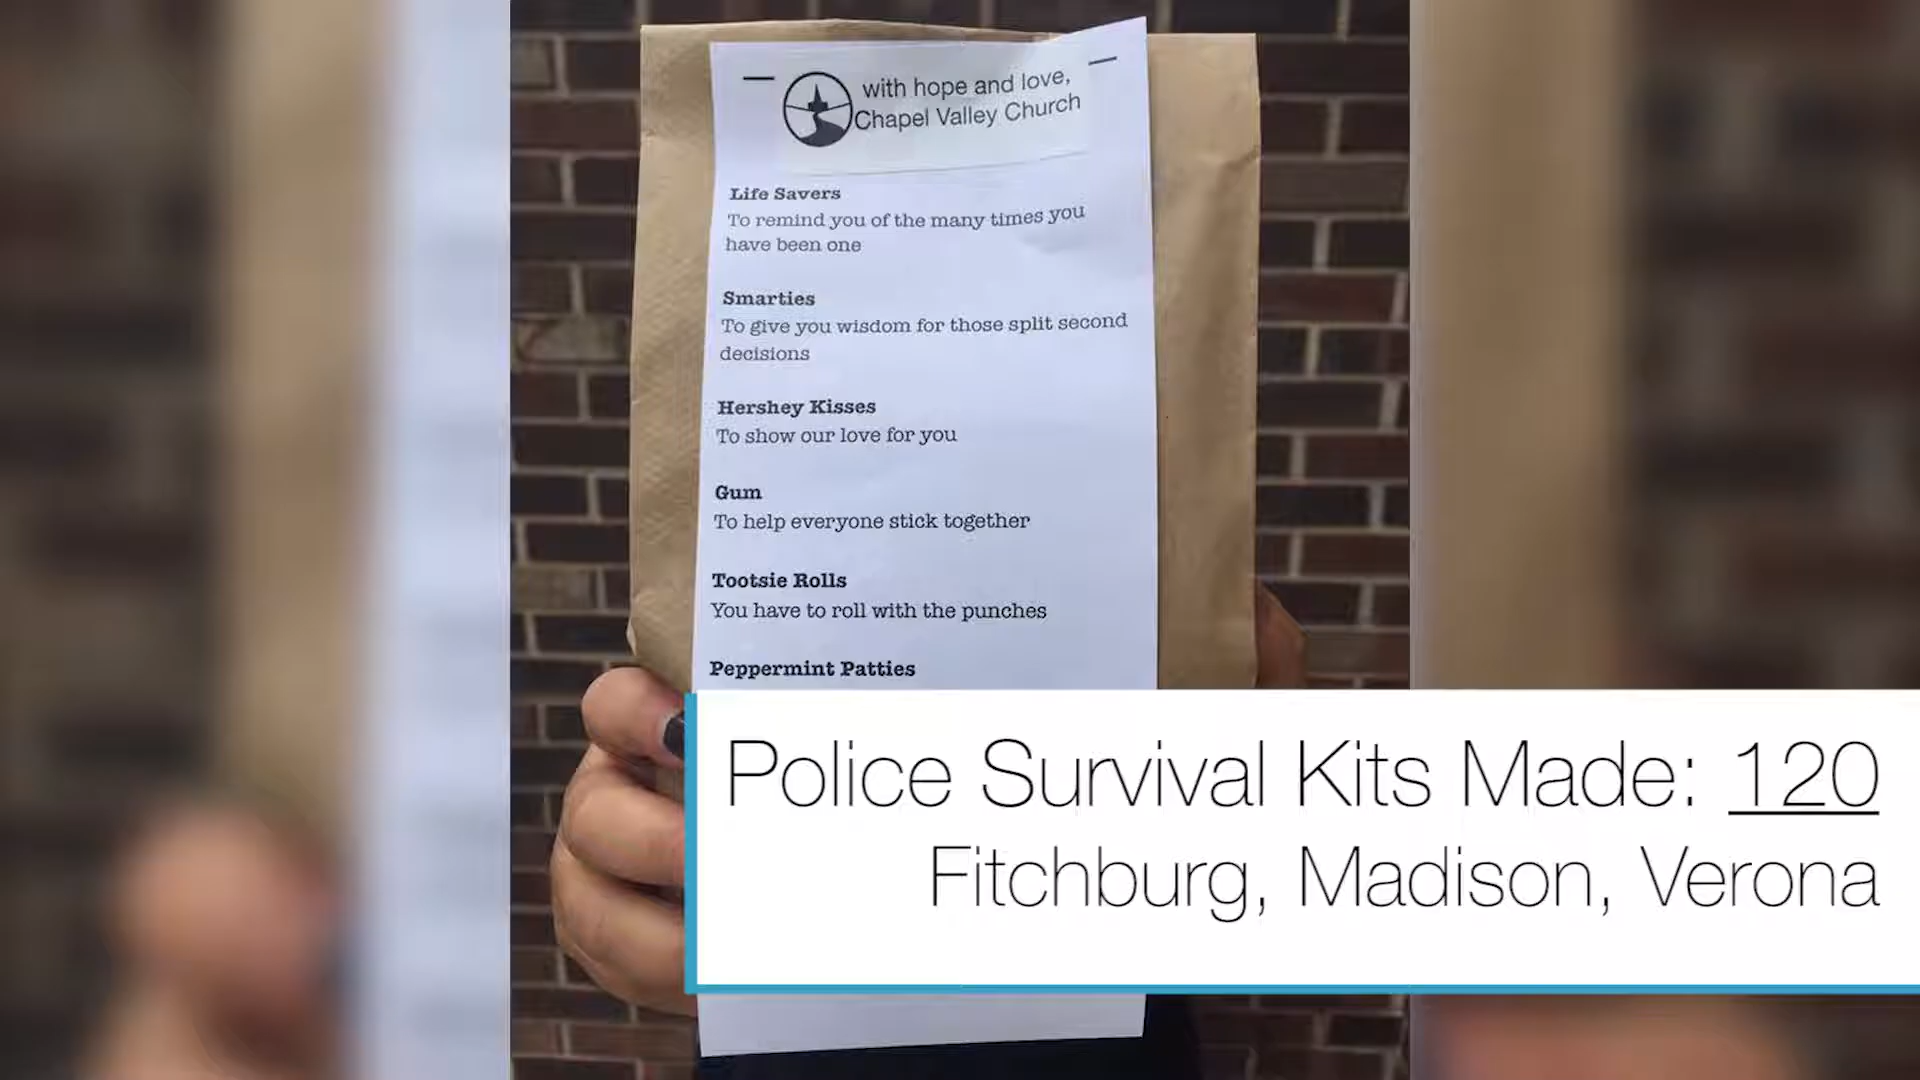 with hope and love,
Chapel Valley Church
Life Savers
To remind you of the many times you
have been one
Smarties
To give you wisdom for those split second
decisions
Hershey Kisses
To show our love for you
Gum
To help everyone stick together
Tootsie Rolls
You have to roll with the punches
Peppermint Patties
Police Survival Kits Made: 120
Fitchburg, Madison, Verona